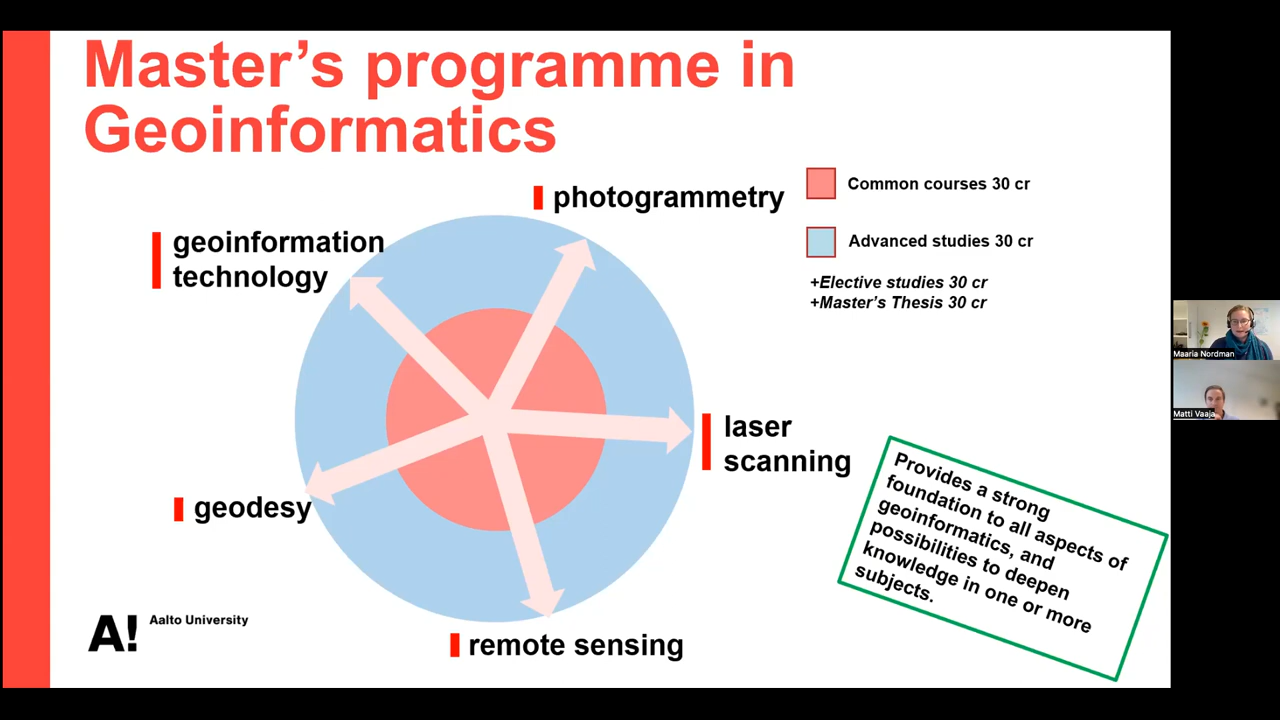 Master’s programme in
Geoinformatics
photogrammetry
geoinformation
technology
laser
scanning
geodesy
remote sensing
Common courses 30 cr
Advanced studies 30 cr
+Elective studies 30 cr
+Master’s Thesis 30 cr
Provides a strong
foundation to all aspects of
geoinformatics, and
possibilities to deepen
knowledge in one or more
subjects.
A! Aalto University
Maaria Nordman
Matti Vaaja